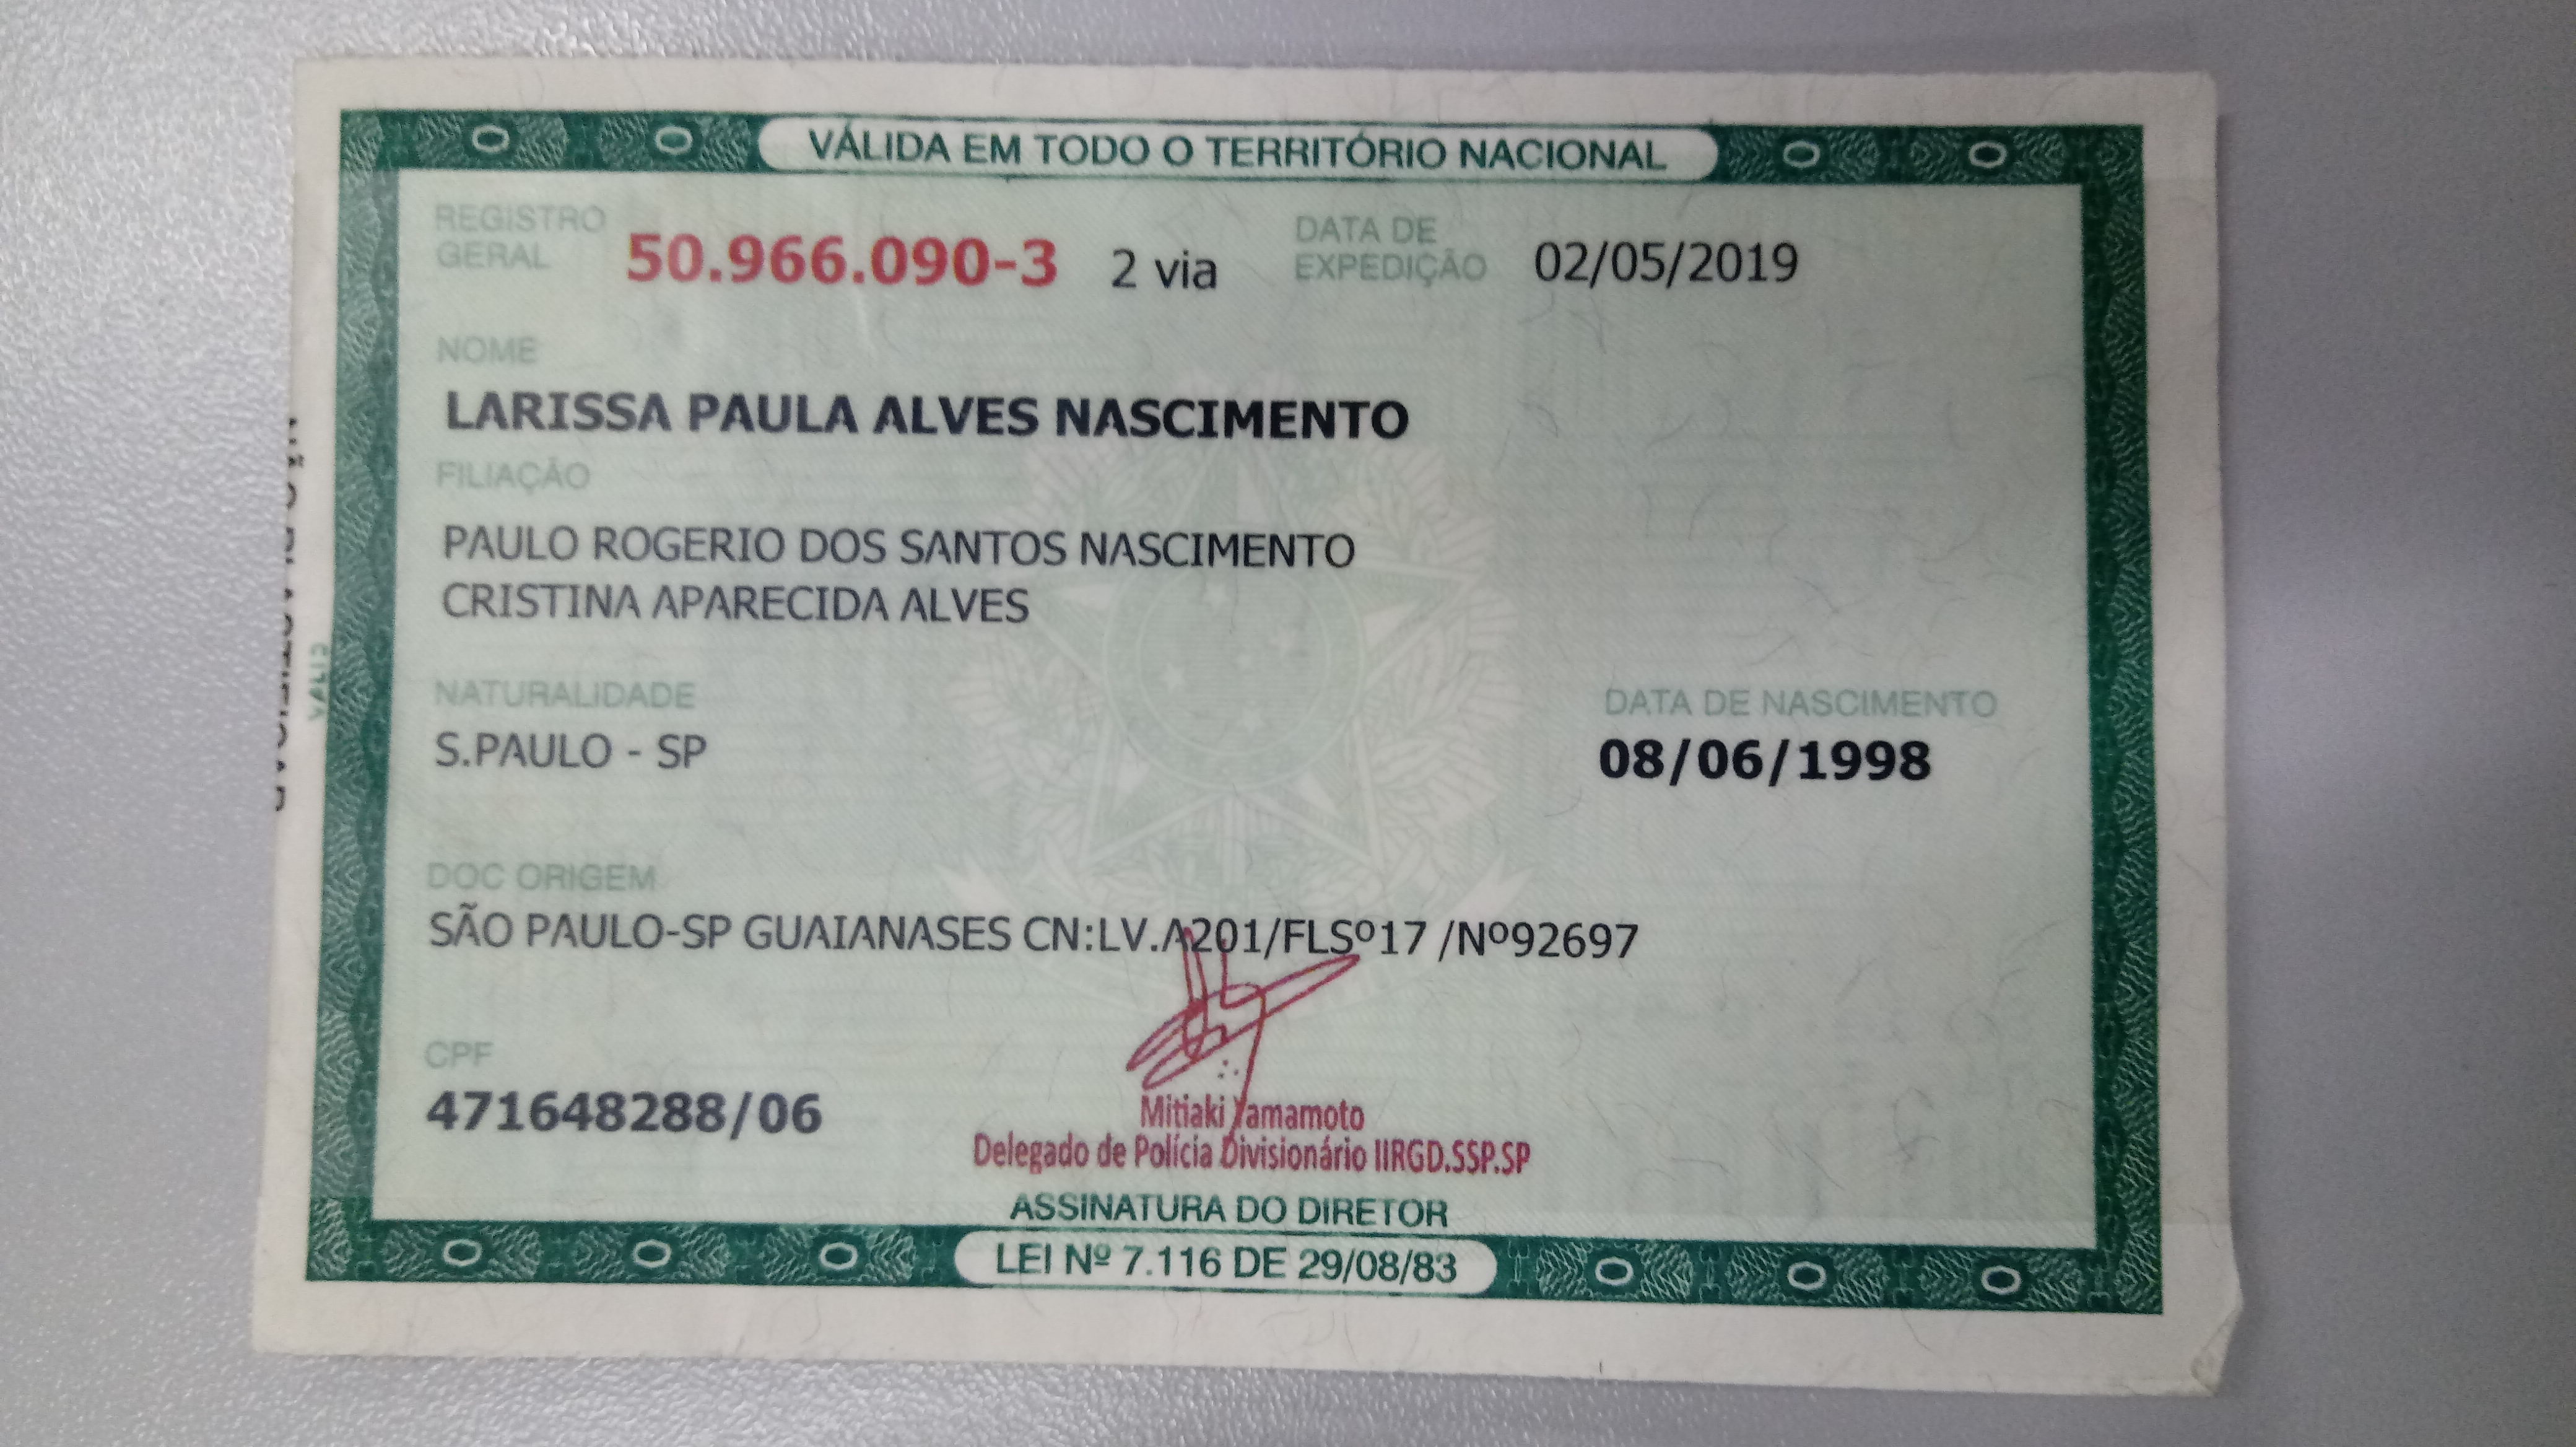 VÁLIDA EM TODO O TERRITÓRIO NACIONAL
REGISTRO GERAL 50.966.090-3 2 via DATA DE EXPEDIÇÃO 02/05/2019
NOME
LARISSA PAULA ALVES NASCIMENTO
FILIAÇÃO
PAULO ROGERIO DOS SANTOS NASCIMENTO
CRISTINA APARECIDA ALVES
NATURALIDADE DATA DE NASCIMENTO
S.PAULO - SP 08/06/1998
DOC ORIGEM
SÃO PAULO-SP GUAIANASES CN:LV.A201/FLSº17 /Nº92697
CPF
471648288/06
Mitiaki Yamamoto
Delegado de Polícia Divisionário IIRGD.SSP.SP
ASSINATURA DO DIRETOR
LEI Nº 7.116 DE 29/08/83
VALID